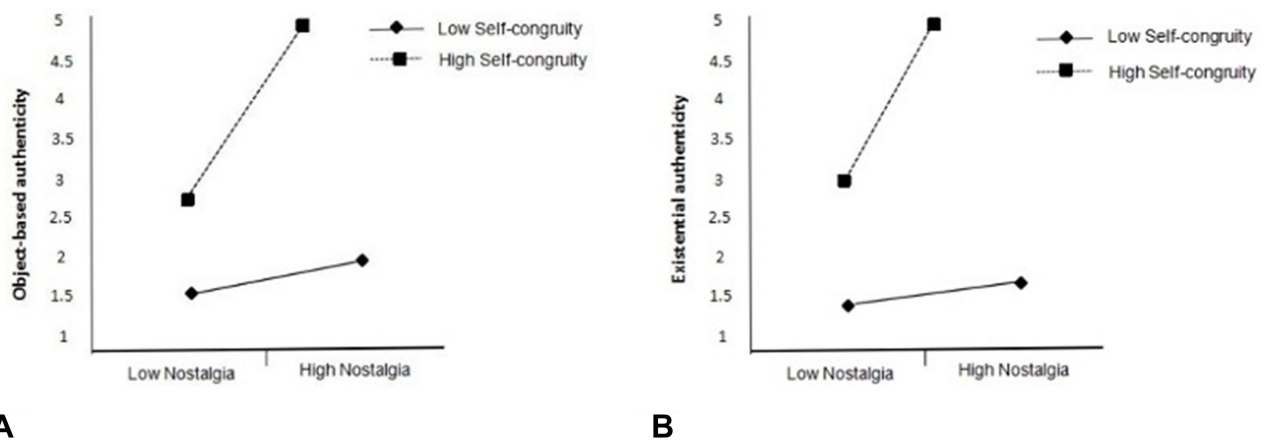 5
4.5
4
3.5
3
2.5
2
1.5
1
Object-based authenticity
Low Self-congruity
High Self-congruity
Low Nostalgia
High Nostalgia
A
5
4.5
4
3.5
3
2.5
2
1.5
1
Existential authenticity
Low Self-congruity
High Self-congruity
Low Nostalgia
High Nostalgia
B